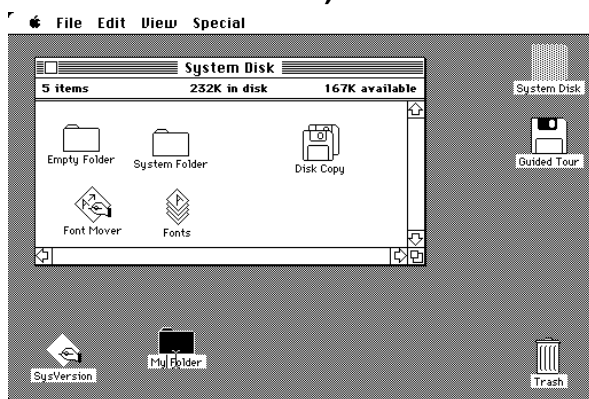 File Edit View Special
System Disk
5 items 232K in disk 167K available
Empty Folder
System Folder
Disk Copy
Font Mover
Fonts
System Disk
Guided Tour
SysVersion
My Folder
Trash